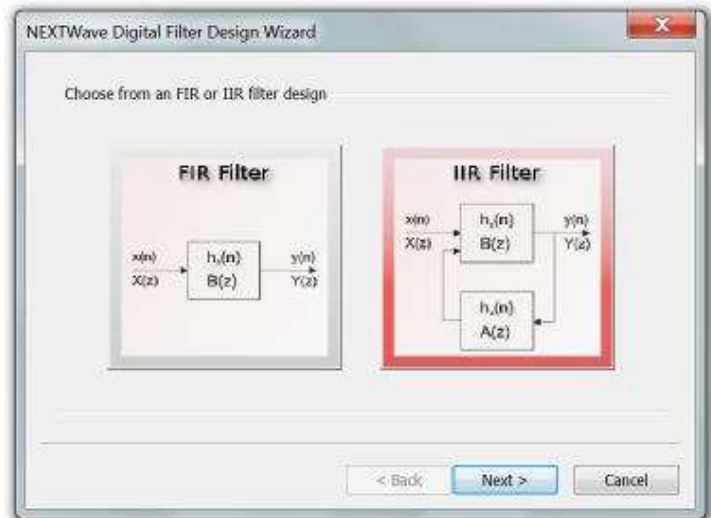 NEXTWave Digital Filter Design Wizard
Choose from an FIR or IIR filter design
FIR Filter
x(n)
X(z)
B(z)
y(n)
Y(z)
IIR Filter
x(n)
X(z)
B(z)
y(n)
Y(z)
A(z)
< Back
Next >
Cancel